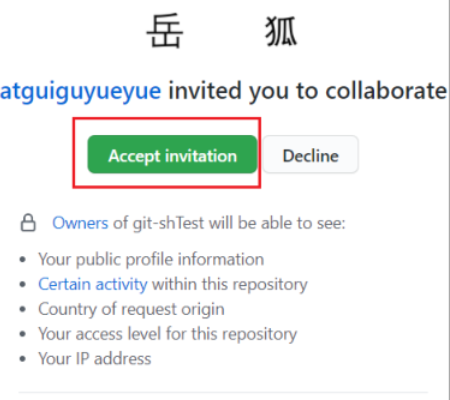 岳 狐
atguiguyueyue invited you to collaborate
Accept invitation Decline
Owners of git-shTest will be able to see:
• Your public profile information
• Certain activity within this repository
• Country of request origin
• Your access level for this repository
• Your IP address